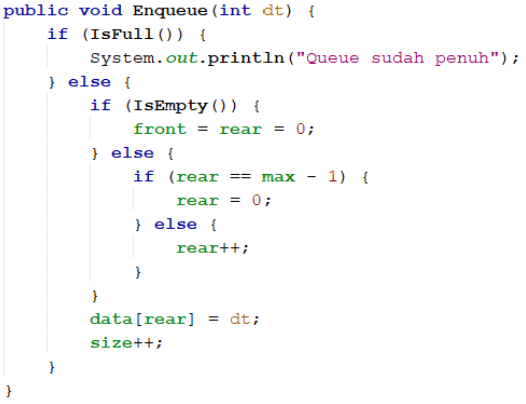 public void Enqueue(int dt) {
    if (IsFull()) {
        System.out.println("Queue sudah penuh");
    } else {
        if (IsEmpty()) {
            front = rear = 0;
        } else {
            if (rear == max - 1) {
                rear = 0;
            } else {
                rear++;
            }
        }
        data[rear] = dt;
        size++;
    }
}